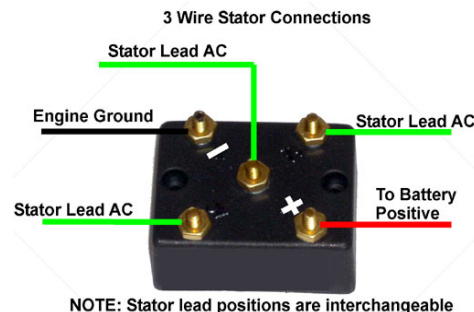 3 Wire Stator Connections
Stator Lead AC
Engine Ground
Stator Lead AC
Stator Lead AC
To Battery
Positive
NOTE: Stator lead positions are interchangeable